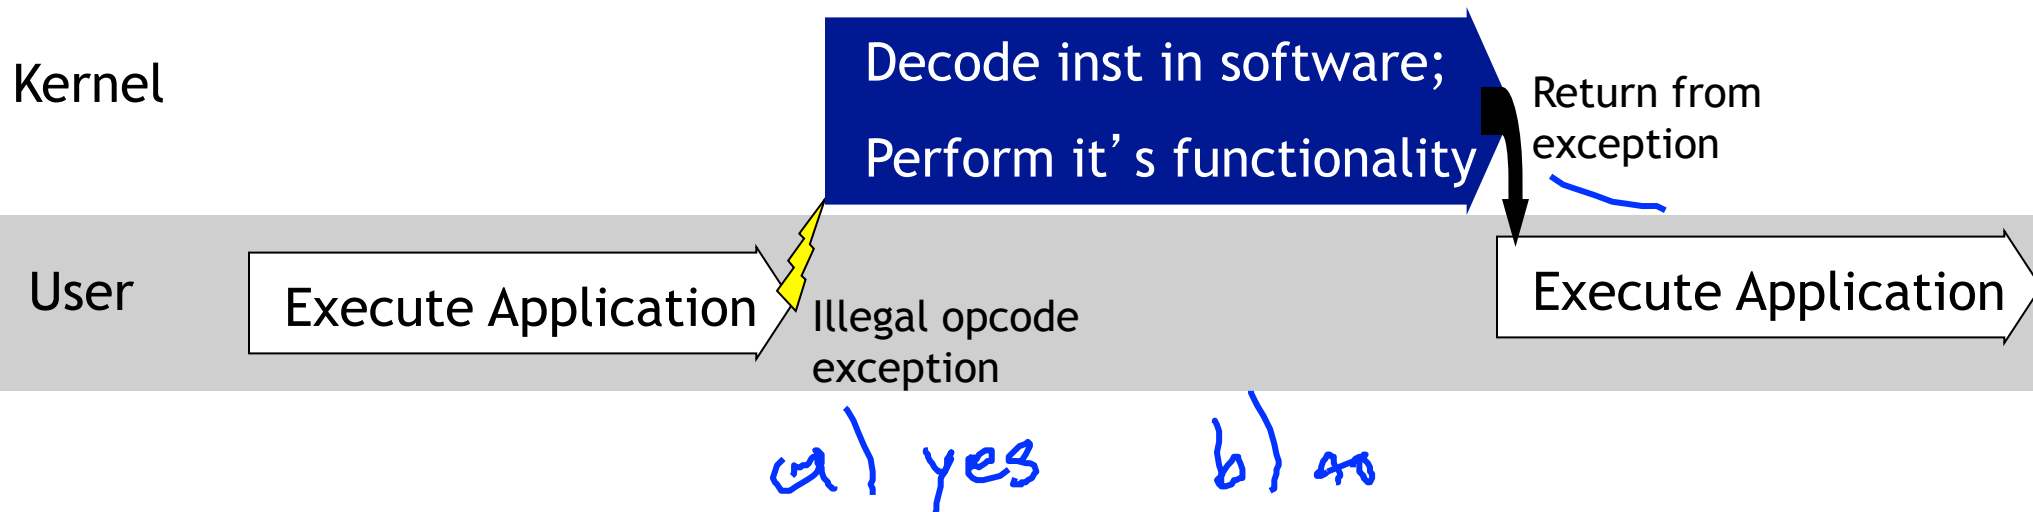 Kernel
Decode inst in software;
Perform it’s functionality
Return from
exception
User
Execute Application
Illegal opcode
exception
Execute Application
a) yes
b) no